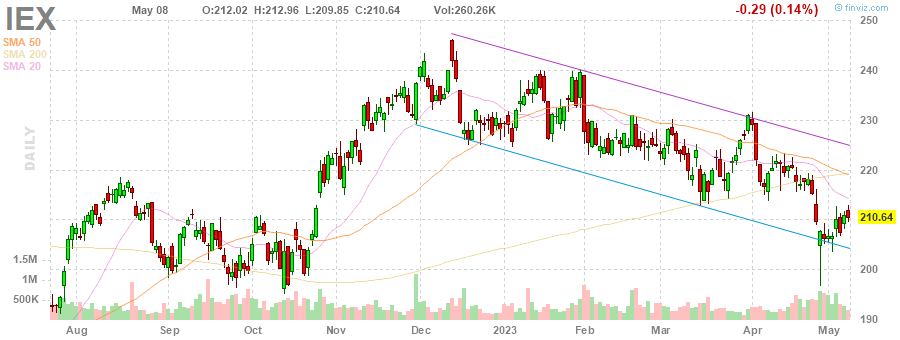 IEX May 08 O:212.02 H:212.96 L:209.85 C:210.64 Vol:260.26K -0.29 (0.14%) © finviz.com
SMA 50
SMA 200
SMA 20
DAILY
250
240
230
220
210.64
200
190
1.5M
1M
500K
Aug Sep Oct Nov Dec 2023 Feb Mar Apr May